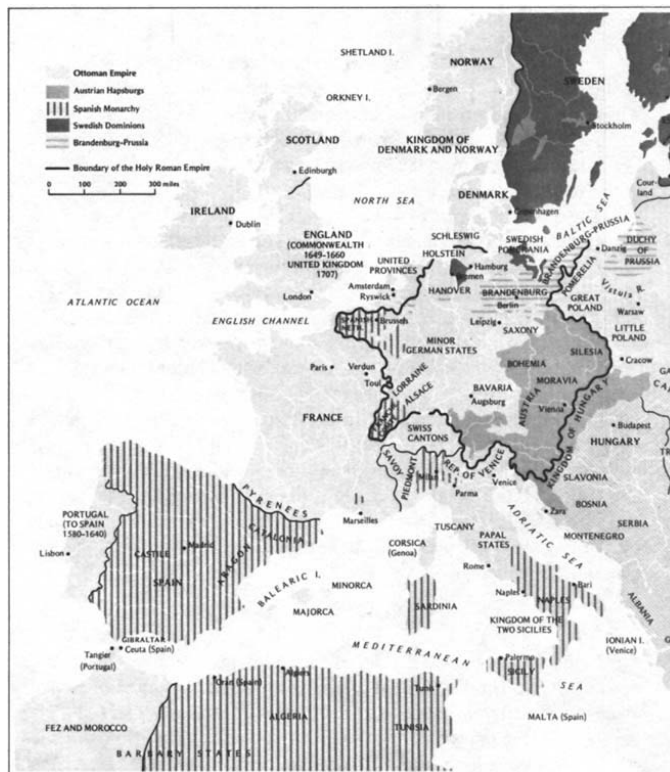 Ottoman Empire
Austrian Hapsburgs
Spanish Monarchy
Swedish Dominions
Brandenburg–Prussia
Boundary of the Holy Roman Empire
0 50 100 200 300 miles
SHETLAND I.
NORWAY
Bergen
SWEDEN
Stockholm
ORKNEY I.
SCOTLAND
Edinburgh
KINGDOM OF
DENMARK AND NORWAY
NORTH SEA
DENMARK
Copenhagen
BALTIC SEA
Cour-
land
IRELAND
Dublin
ENGLAND
(COMMONWEALTH
1649-1660
UNITED KINGDOM
1707)
London
SCHLESWIG
HOLSTEIN
SWEDISH
POMERANIA
BRANDENBURG-PRUSSIA
Danzig
DUCHY
OF
PRUSSIA
UNITED
PROVINCES
Amsterdam
Ryswick
Hamburg
Bremen
HANOVER
BRANDENBURG
Berlin
POMERELIA
Vistula R.
GREAT
POLAND
Warsaw
ATLANTIC OCEAN
ENGLISH CHANNEL
SPANISH
NETH.
Brussels
Leipzig
SAXONY
LITTLE
POLAND
Cracow
MINOR
GERMAN STATES
SILESIA
BOHEMIA
MORAVIA
Paris
Verdun
Toul
LORRAINE
ALSACE
BAVARIA
Augsburg
AUSTRIA
Vienna
KINGDOM OF HUNGARY
Budapest
HUNGARY
FRANCE
SWISS
CANTONS
SAVOY
PIEDMONT
Milan
REP. OF VENICE
Venice
Parma
SLAVONIA
BOSNIA
Zara
SERBIA
MONTENEGRO
PYRENEES
Marseilles
TUSCANY
PAPAL
STATES
ADRIATIC SEA
PORTUGAL
(TO SPAIN
1580-1640)
Lisbon
CASTILE
Madrid
SPAIN
ARAGON
CATALONIA
CORSICA
(Genoa)
Rome
Naples
NAPLES
Bari
ALBANIA
BALEARIC I.
MINORCA
MAJORCA
SARDINIA
KINGDOM OF THE
TWO SICILIES
IONIAN I.
(Venice)
GIBRALTAR
Ceuta (Spain)
Tangier
(Portugal)
MEDITERRANEAN
SEA
Palermo
SICILY
Oran (Spain)
Algiers
Tunis
ALGERIA
TUNISIA
MALTA (Spain)
FEZ AND MOROCCO
BARBARY STATES